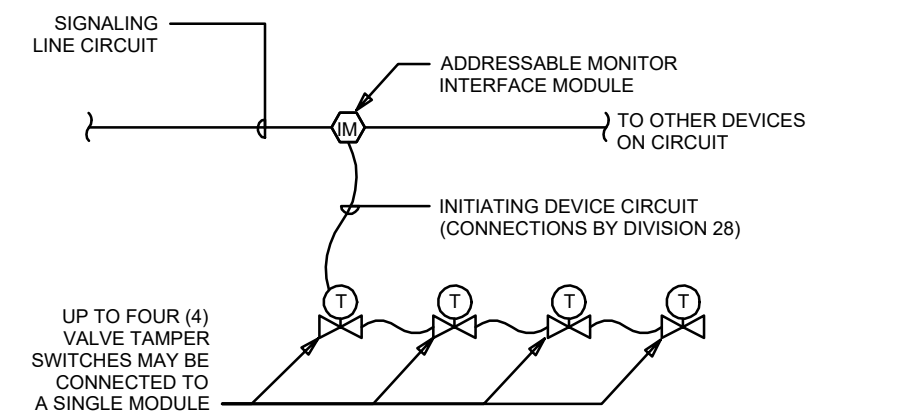 SIGNALING
LINE CIRCUIT
ADDRESSABLE MONITOR
INTERFACE MODULE
IM
TO OTHER DEVICES
ON CIRCUIT
INITIATING DEVICE CIRCUIT
(CONNECTIONS BY DIVISION 28)
T
T
T
T
UP TO FOUR (4)
VALVE TAMPER
SWITCHES MAY BE
CONNECTED TO
A SINGLE MODULE